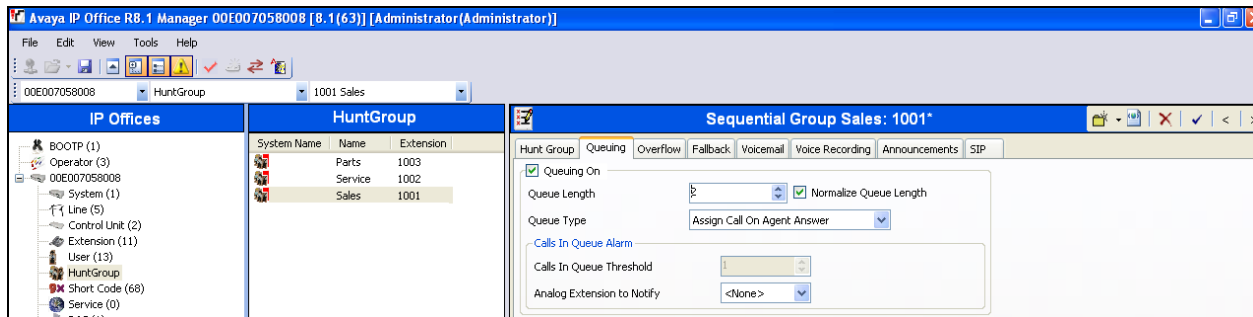 Avaya IP Office R8.1 Manager 00E007058008 [8.1(63)] [Administrator(Administrator)]
File Edit View Tools Help
00E007058008 HuntGroup 1001 Sales
IP Offices
BOOTP (1)
Operator (3)
00E007058008
System (1)
Line (5)
Control Unit (2)
Extension (11)
User (13)
HuntGroup
Short Code (68)
Service (0)
HuntGroup
System Name Name Extension
Parts 1003
Service 1002
Sales 1001
Sequential Group Sales: 1001*
Hunt Group Queuing Overflow Fallback Voicemail Voice Recording Announcements SIP
Queuing On
Queue Length 2 Normalize Queue Length
Queue Type Assign Call On Agent Answer
Calls In Queue Alarm
Calls In Queue Threshold 1
Analog Extension to Notify <None>